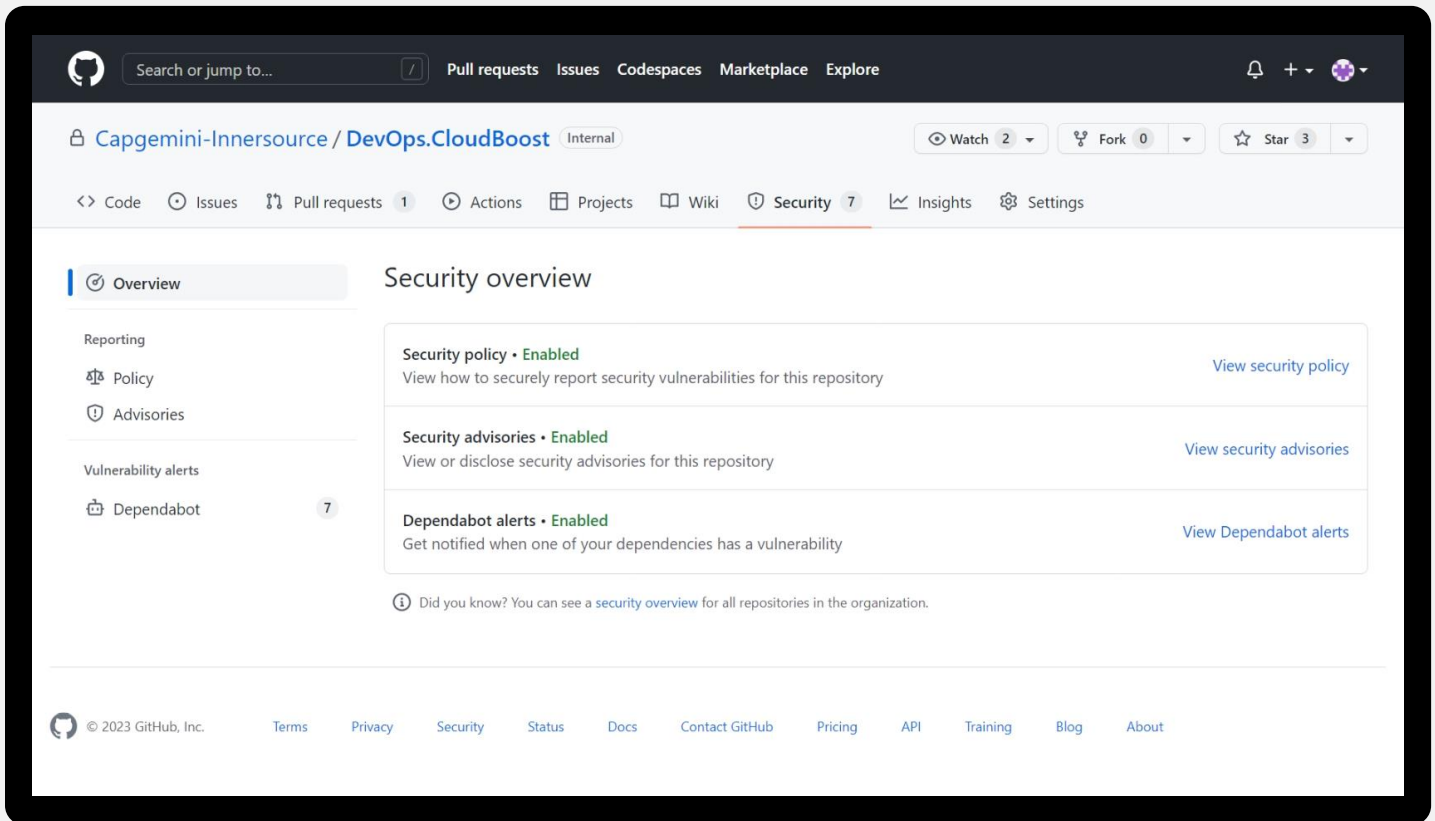 Search or jump to... / Pull requests Issues Codespaces Marketplace Explore
Capgemini-Innersource / DevOps.CloudBoost Internal Watch 2 Fork 0 Star 3
Code Issues Pull requests 1 Actions Projects Wiki Security 7 Insights Settings
Overview
Reporting
Policy
Advisories
Vulnerability alerts
Dependabot 7
Security overview
Security policy • Enabled
View how to securely report security vulnerabilities for this repository
View security policy
Security advisories • Enabled
View or disclose security advisories for this repository
View security advisories
Dependabot alerts • Enabled
Get notified when one of your dependencies has a vulnerability
View Dependabot alerts
Did you know? You can see a security overview for all repositories in the organization.
© 2023 GitHub, Inc. Terms Privacy Security Status Docs Contact GitHub Pricing API Training Blog About